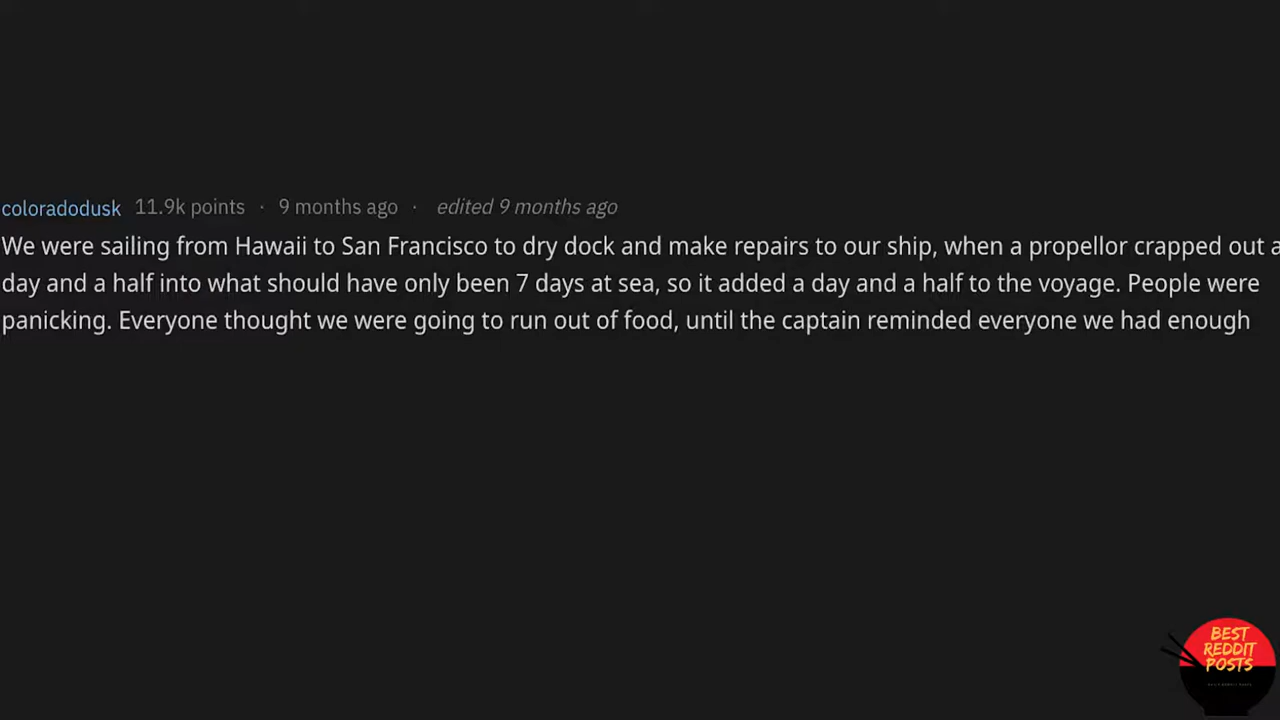 coloradodusk 11.9k points · 9 months ago · edited 9 months ago
We were sailing from Hawaii to San Francisco to dry dock and make repairs to our ship, when a propellor crapped out a
day and a half into what should have only been 7 days at sea, so it added a day and a half to the voyage. People were
panicking. Everyone thought we were going to run out of food, until the captain reminded everyone we had enough
BEST
REDDIT
POSTS